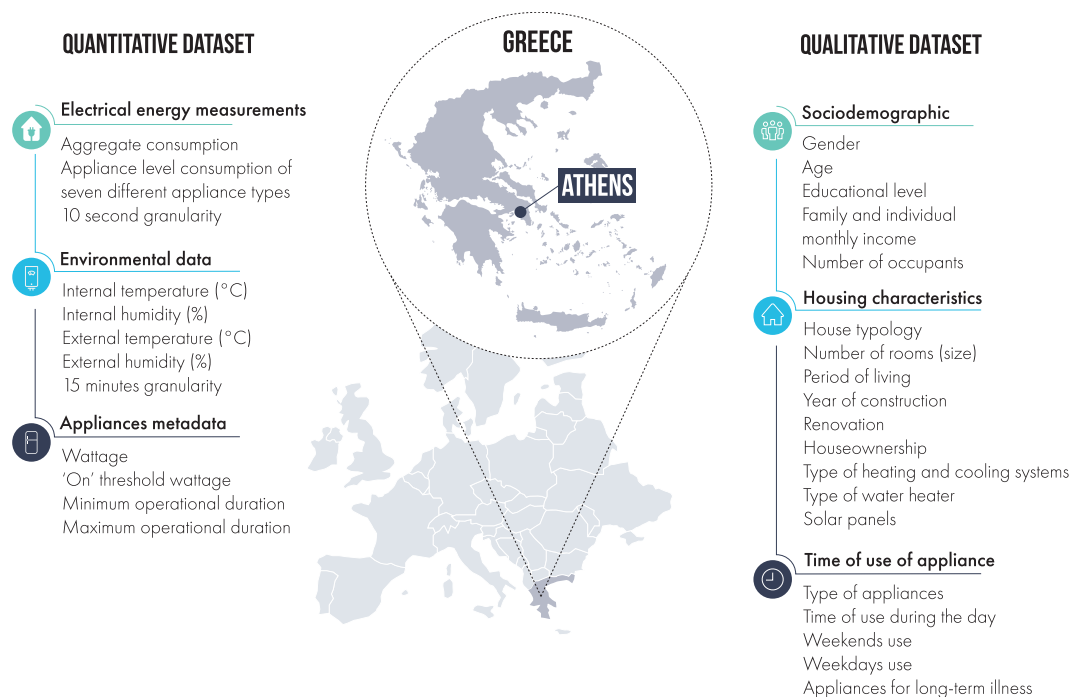 QUANTITATIVE DATASET
Electrical energy measurements
Aggregate consumption
Appliance level consumption of
seven different appliance types
10 second granularity
Environmental data
Internal temperature (°C)
Internal humidity (%)
External temperature (°C)
External humidity (%)
15 minutes granularity
Appliances metadata
Wattage
‘On’ threshold wattage
Minimum operational duration
Maximum operational duration
GREECE
ATHENS
QUALITATIVE DATASET
Sociodemographic
Gender
Age
Educational level
Family and individual
monthly income
Number of occupants
Housing characteristics
House typology
Number of rooms (size)
Period of living
Year of construction
Renovation
Houseownership
Type of heating and cooling systems
Type of water heater
Solar panels
Time of use of appliance
Type of appliances
Time of use during the day
Weekends use
Weekdays use
Appliances for long-term illness